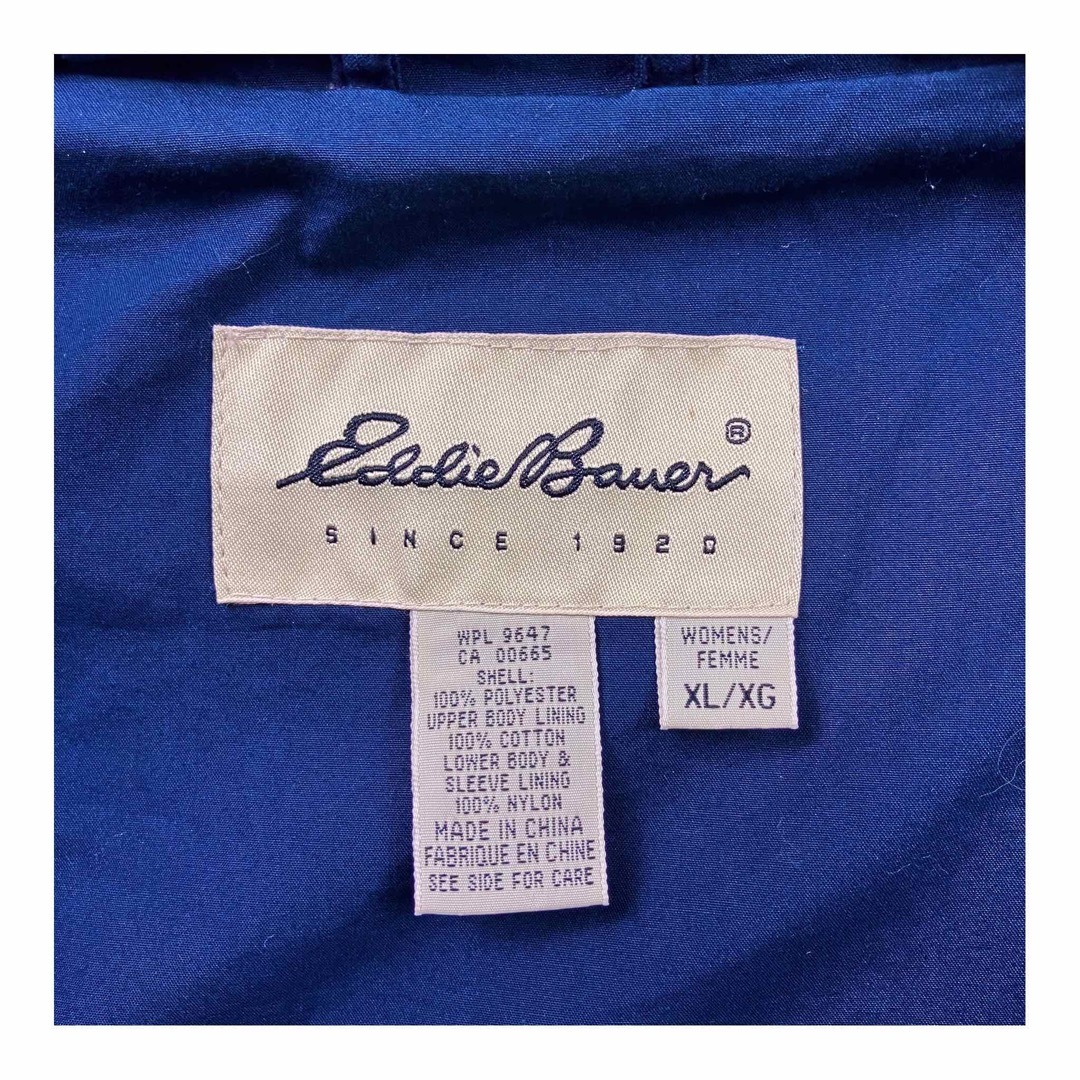 Eddie Bauer®
SINCE 1920
WPL 9647
CA 00665
SHELL:
100% POLYESTER
UPPER BODY LINING
100% COTTON
LOWER BODY &
SLEEVE LINING
100% NYLON
MADE IN CHINA
FABRIQUE EN CHINE
SEE SIDE FOR CARE
WOMENS/
FEMME
XL/XG